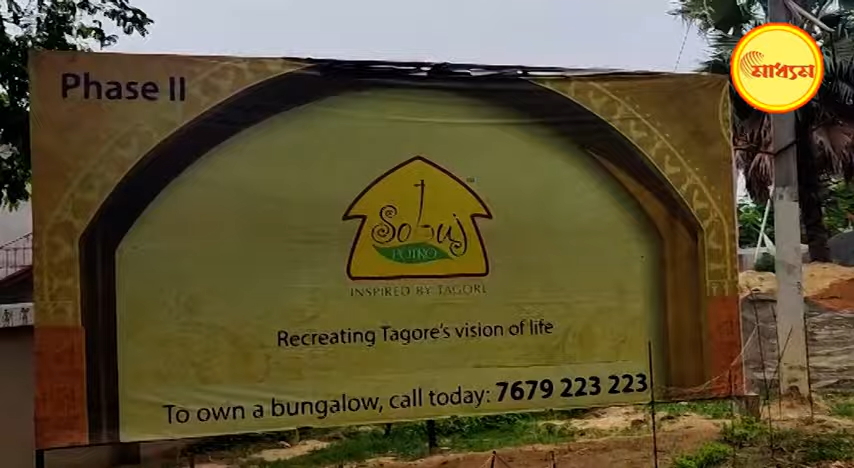 Phase II
মাধ্যম
Sobuj
POTRO
INSPIRED BY TAGORE
Recreating Tagore's vision of life
To own a bungalow, call today: 7679 223 223